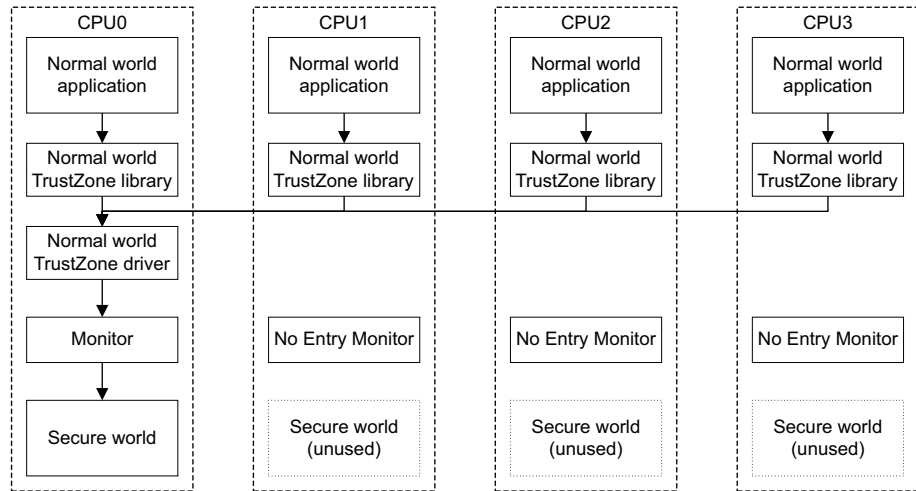 CPU0
CPU1
CPU2
CPU3
Normal world
application
Normal world
application
Normal world
application
Normal world
application
Normal world
TrustZone library
Normal world
TrustZone library
Normal world
TrustZone library
Normal world
TrustZone library
Normal world
TrustZone driver
Monitor
No Entry Monitor
No Entry Monitor
No Entry Monitor
Secure world
Secure world
(unused)
Secure world
(unused)
Secure world
(unused)